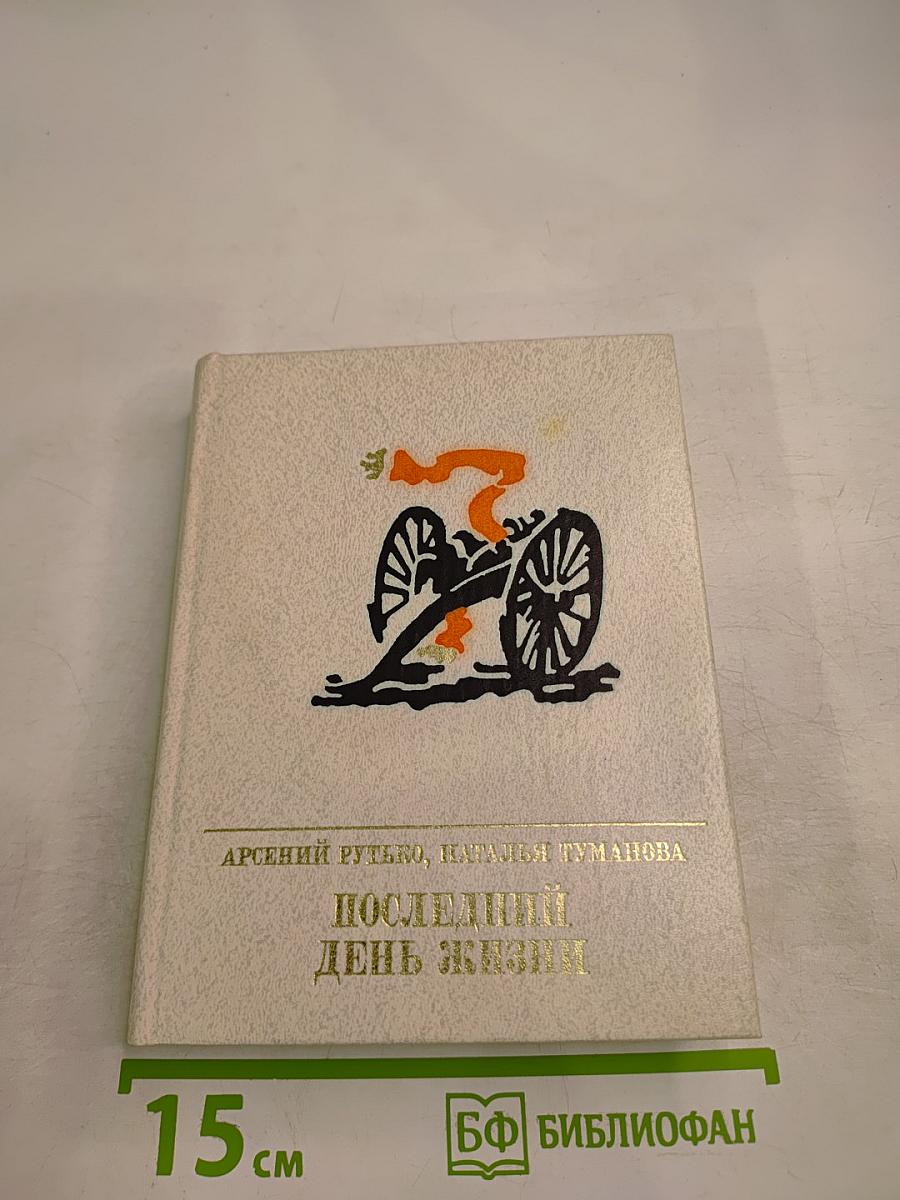 АРСЕНИЙ РУТЬКО, НАТАЛЬЯ ТУМАНОВА
ПОСЛЕДНИЙ
ДЕНЬ ЖИЗНИ
15 см
БФ БИБЛИОФАН